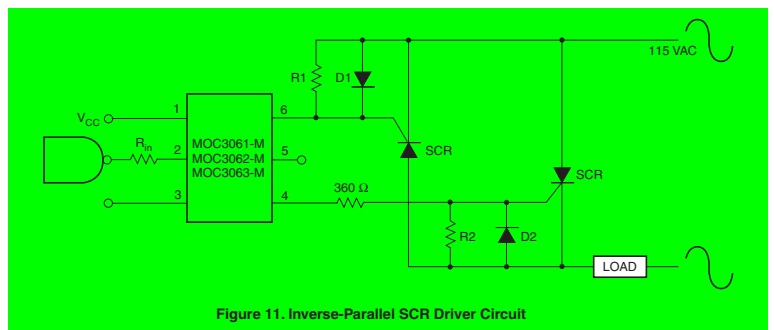 115 VAC
R1
D1
1
6
VCC
Rin
MOC3061-M
MOC3062-M
MOC3063-M
SCR
2
5
SCR
360 Ω
3
4
R2
D2
LOAD
Figure 11. Inverse-Parallel SCR Driver Circuit